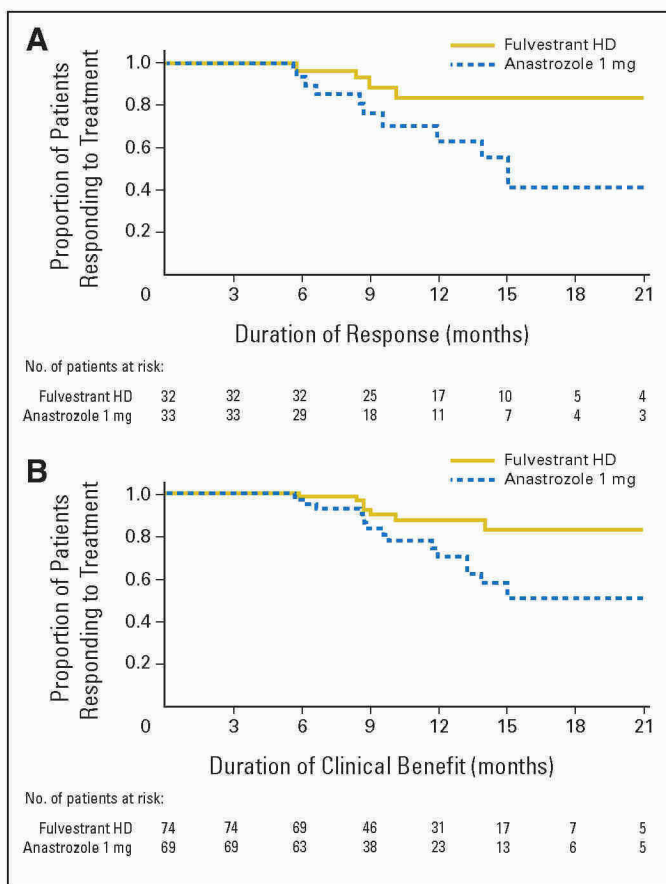 A
Fulvestrant HD
Anastrozole 1 mg
Proportion of Patients
Responding to Treatment
1.0
0.8
0.6
0.4
0.2
0 3 6 9 12 15 18 21
Duration of Response (months)
No. of patients at risk:
Fulvestrant HD 32 32 32 25 17 10 5 4
Anastrozole 1 mg 33 33 29 18 11 7 4 3
B
Fulvestrant HD
Anastrozole 1 mg
Proportion of Patients
Responding to Treatment
1.0
0.8
0.6
0.4
0.2
0 3 6 9 12 15 18 21
Duration of Clinical Benefit (months)
No. of patients at risk:
Fulvestrant HD 74 74 69 46 31 17 7 5
Anastrozole 1 mg 69 69 63 38 23 13 6 5